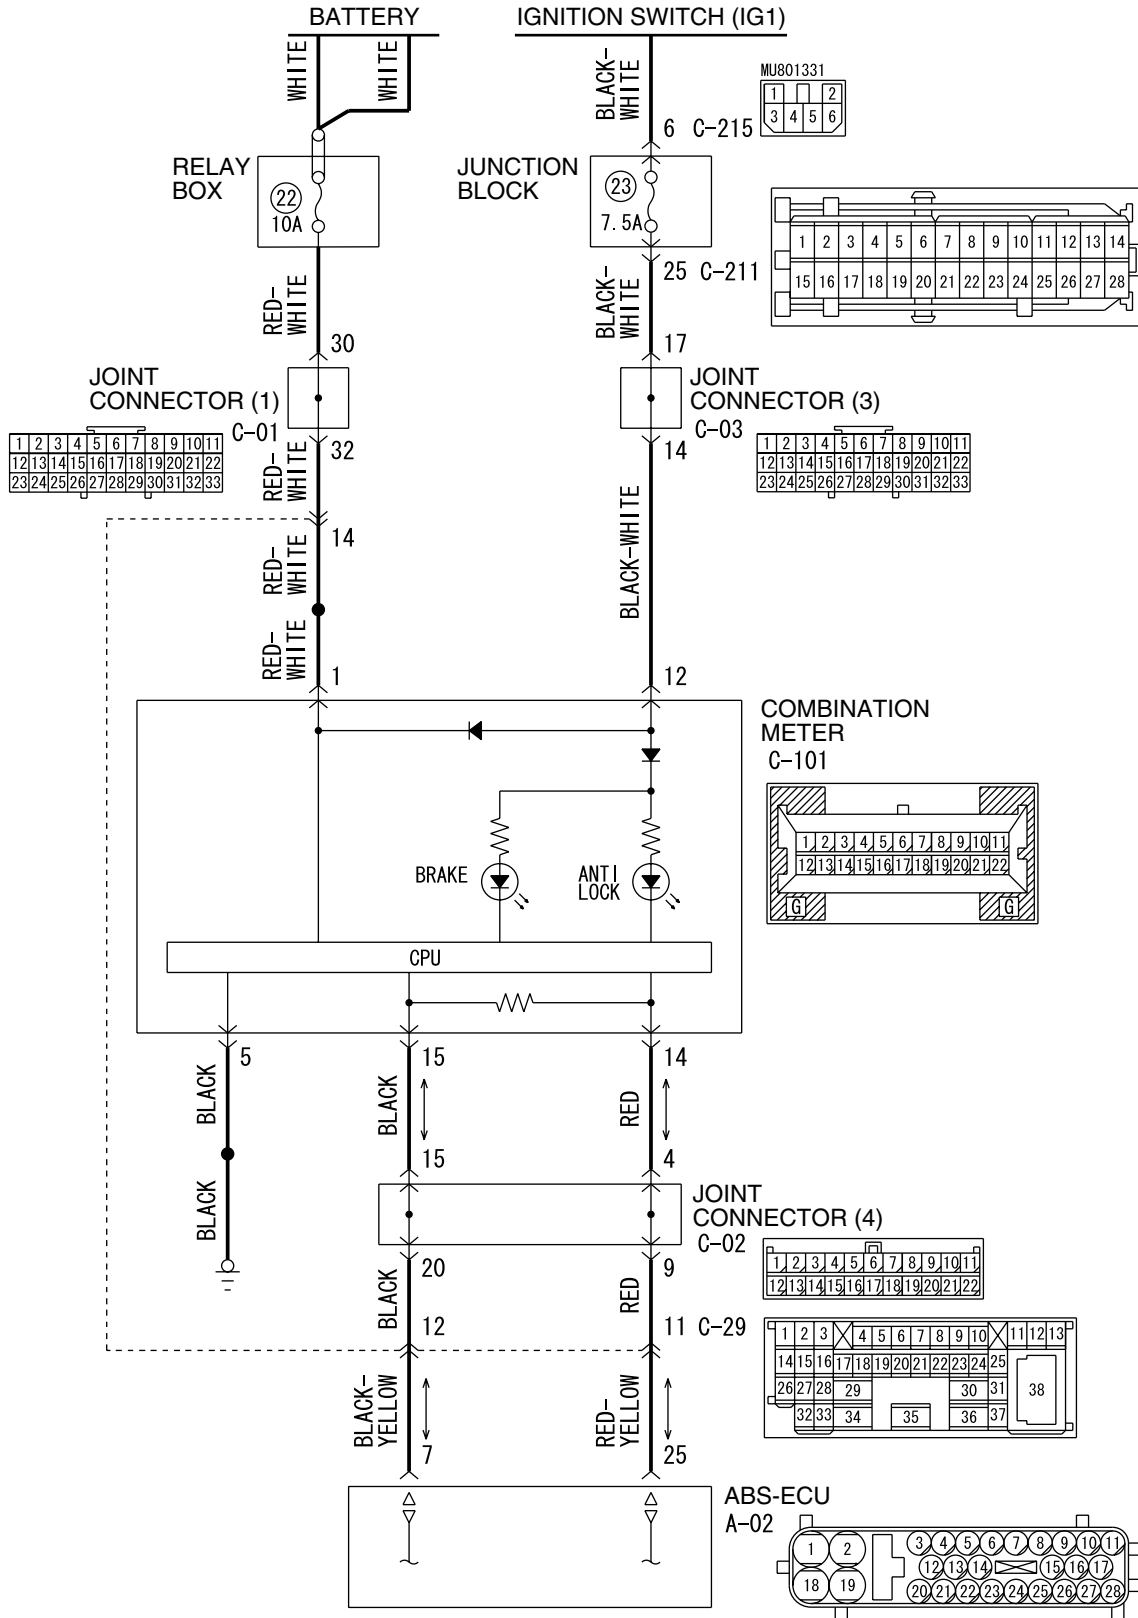 BATTERY
IGNITION SWITCH (IG1)
WHITE
WHITE
BLACK-
WHITE
MU801331
1 2
3 4 5 6
6 C-215
RELAY
BOX
22
10A
JUNCTION
BLOCK
23
7.5A
1 2 3 4 5 6 7 8 9 10 11 12 13 14
15 16 17 18 19 20 21 22 23 24 25 26 27 28
25 C-211
RED-
WHITE
BLACK-
WHITE
30
17
JOINT
CONNECTOR (1)
C-01
1 2 3 4 5 6 7 8 9 10 11
12 13 14 15 16 17 18 19 20 21 22
23 24 25 26 27 28 29 30 31 32 33
JOINT
CONNECTOR (3)
C-03
1 2 3 4 5 6 7 8 9 10 11
12 13 14 15 16 17 18 19 20 21 22
23 24 25 26 27 28 29 30 31 32 33
32
14
RED-
WHITE
14
RED-
WHITE
BLACK-WHITE
RED-
WHITE
1
12
COMBINATION
METER
C-101
1 2 3 4 5 6 7 8 9 10 11
12 13 14 15 16 17 18 19 20 21 22
G G
BRAKE
ANTI
LOCK
CPU
5
15
14
BLACK
BLACK
RED
15
4
BLACK
JOINT
CONNECTOR (4)
C-02
1 2 3 4 5 6 7 8 9 10 11
12 13 14 15 16 17 18 19 20 21 22
20
9
BLACK
RED
12
11 C-29
1 2 3 4 5 6 7 8 9 10 11 12 13
14 15 16 17 18 19 20 21 22 23 24 25
26 27 28 29 30 31 38
32 33 34 35 36 37
BLACK-
YELLOW
RED-
YELLOW
7
25
ABS-ECU
A-02
1 2 3 4 5 6 7 8 9 10 11
12 13 14 15 16 17
18 19 20 21 22 23 24 25 26 27 28